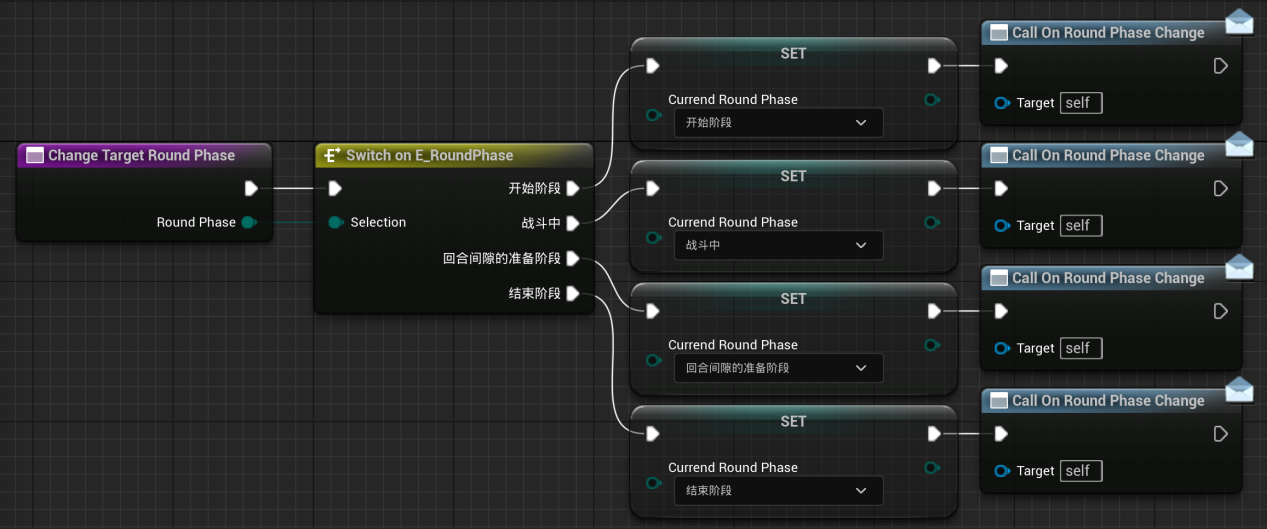 Change Target Round Phase
Round Phase
Switch on E_RoundPhase
Selection
开始阶段
战斗中
回合间隙的准备阶段
结束阶段
SET
Currend Round Phase
开始阶段
Call On Round Phase Change
Target self
SET
Currend Round Phase
战斗中
Call On Round Phase Change
Target self
SET
Currend Round Phase
回合间隙的准备阶段
Call On Round Phase Change
Target self
SET
Currend Round Phase
结束阶段
Call On Round Phase Change
Target self